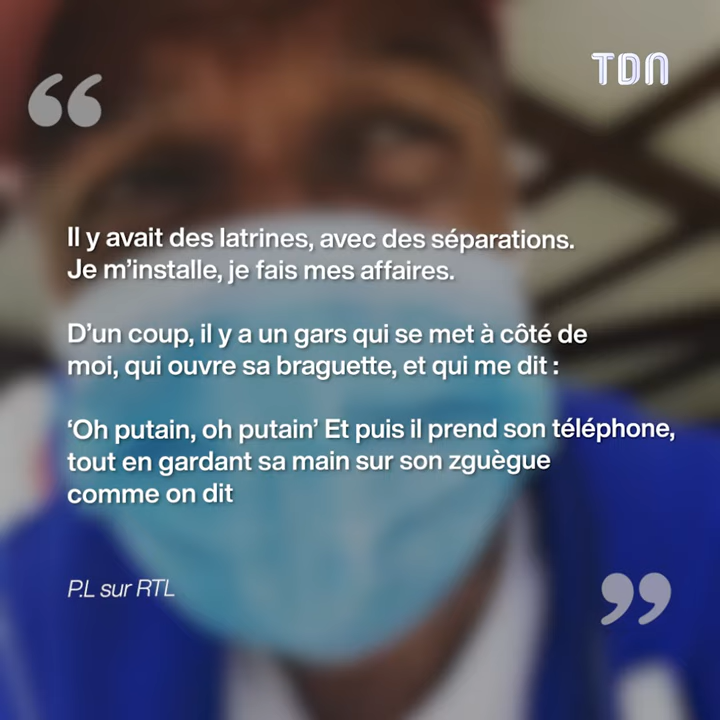 TDN
“
Il y avait des latrines, avec des séparations.
Je m’installe, je fais mes affaires.
D’un coup, il y a un gars qui se met à côté de
moi, qui ouvre sa braguette, et qui me dit :
‘Oh putain, oh putain’ Et puis il prend son téléphone,
tout en gardant sa main sur son zguègue
comme on dit
P.L sur RTL
”